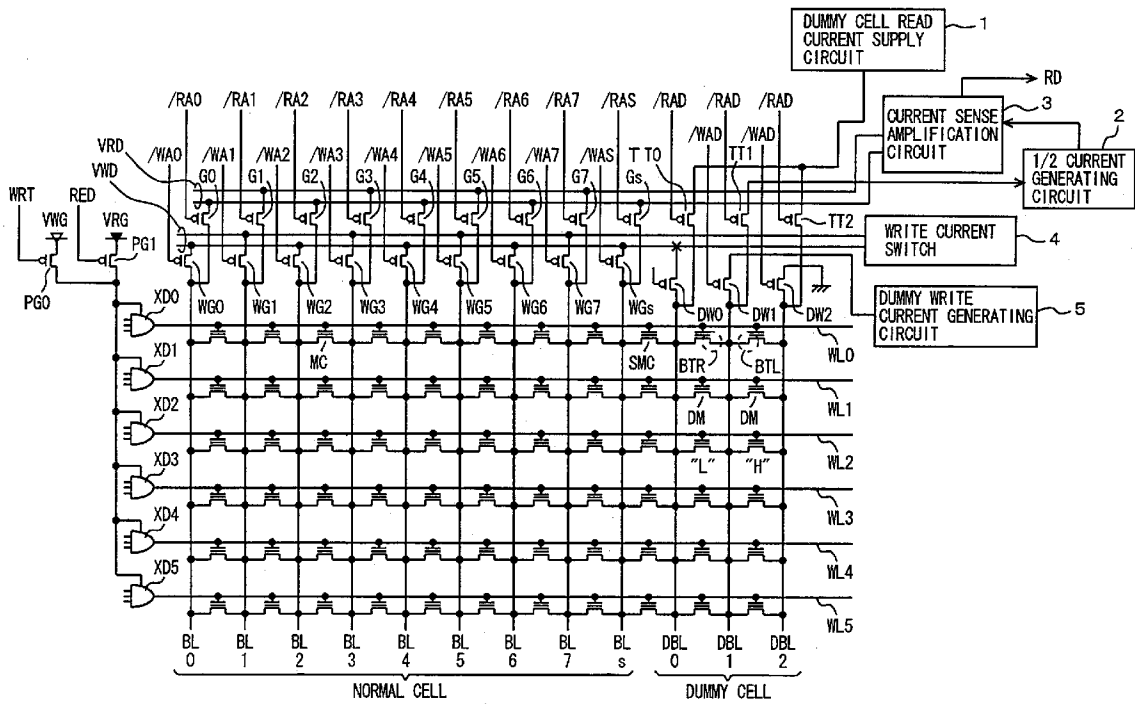 DUMMY CELL READ
CURRENT SUPPLY
CIRCUIT
1
RD
/RA0 /RA1 /RA2 /RA3 /RA4 /RA5 /RA6 /RA7 /RAS /RAD /RAD /RAD
CURRENT SENSE
AMPLIFICATION
CIRCUIT
3
2
1/2 CURRENT
GENERATING
CIRCUIT
VRD
VWD
/WA0 /WA1 /WA2 /WA3 /WA4 /WA5 /WA6 /WA7 /WAS /WAD /WAD
G0 G1 G2 G3 G4 G5 G6 G7 Gs T T0 TT1
TT2
WRT VWG RED VRG
PG1
PG0
WRITE CURRENT
SWITCH
4
WG0 WG1 WG2 WG3 WG4 WG5 WG6 WG7 WGs DW0 DW1 DW2
DUMMY WRITE
CURRENT GENERATING
CIRCUIT
5
XD0
MC SMC BTR BTL WL0
XD1
DM DM WL1
XD2
"L" "H" WL2
XD3
WL3
XD4
WL4
XD5
WL5
BL BL BL BL BL BL BL BL BL DBL DBL DBL
0 1 2 3 4 5 6 7 s 0 1 2
NORMAL CELL DUMMY CELL